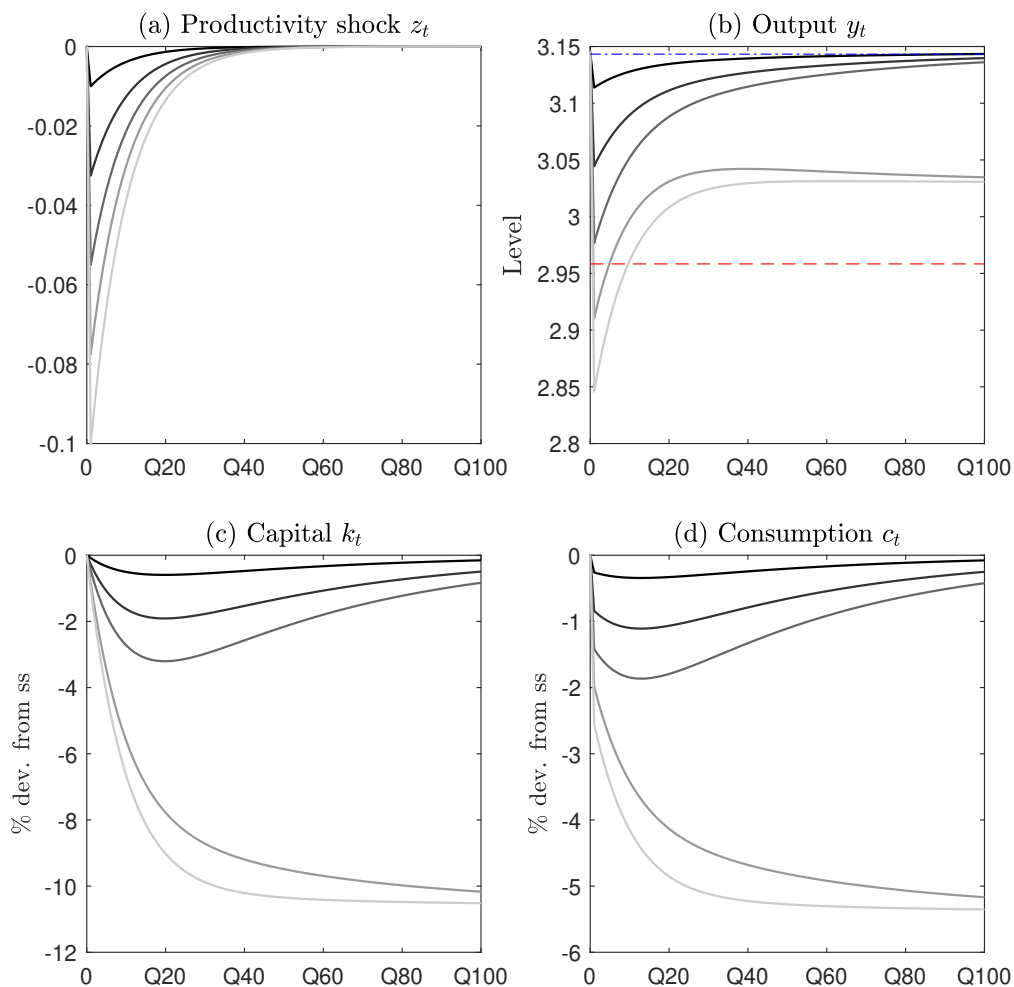 (a) Productivity shock z_t
0
-0.02
-0.04
-0.06
-0.08
-0.1
0 Q20 Q40 Q60 Q80 Q100
(b) Output y_t
Level
3.15
3.1
3.05
3
2.95
2.9
2.85
2.8
0 Q20 Q40 Q60 Q80 Q100
(c) Capital k_t
% dev. from ss
0
-2
-4
-6
-8
-10
-12
0 Q20 Q40 Q60 Q80 Q100
(d) Consumption c_t
% dev. from ss
0
-1
-2
-3
-4
-5
-6
0 Q20 Q40 Q60 Q80 Q100